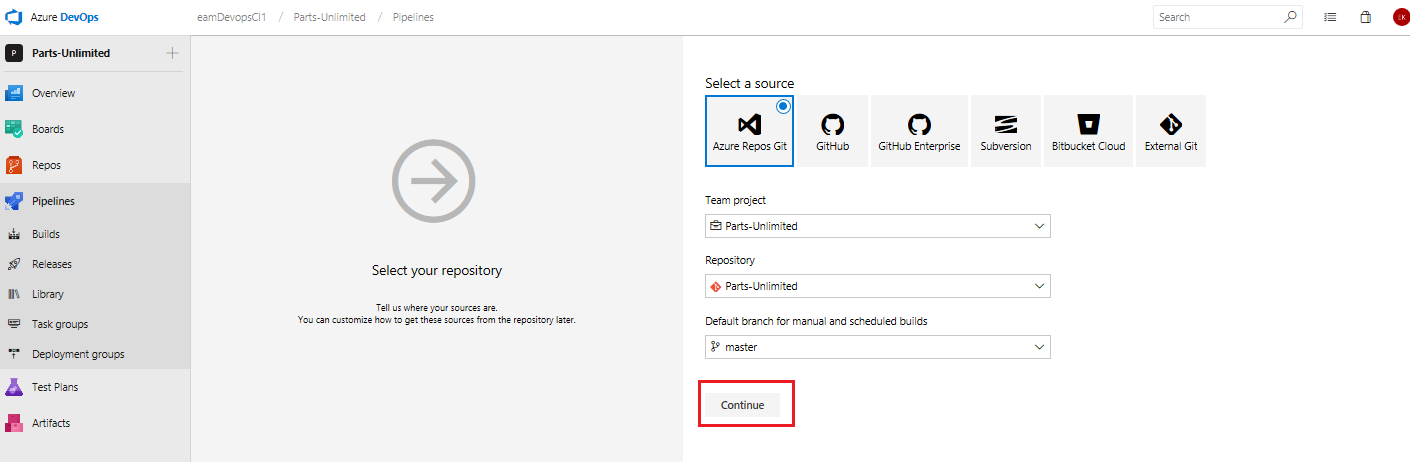 Azure DevOps
eamDevopsCI1 / Parts-Unlimited / Pipelines
Search
LK
P Parts-Unlimited +
Overview
Boards
Repos
Pipelines
Builds
Releases
Library
Task groups
Deployment groups
Test Plans
Artifacts
Select your repository
Tell us where your sources are.
You can customize how to get these sources from the repository later.
Select a source
Azure Repos Git
GitHub
GitHub Enterprise
Subversion
Bitbucket Cloud
External Git
Team project
Parts-Unlimited
Repository
Parts-Unlimited
Default branch for manual and scheduled builds
master
Continue